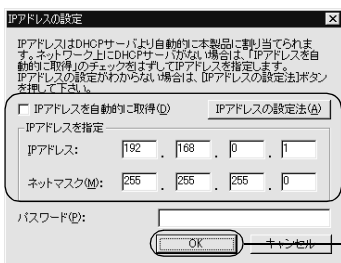 IPアドレスの設定
IPアドレスはDHCPサーバより自動的に本製品に割り当てられま
す。ネットワーク上にDHCPサーバがない場合は、「IPアドレスを自
動的に取得」のチェックをはずしてIPアドレスを指定します。
IPアドレスの設定がわからない場合は、[IPアドレスの設定法]ボタン
を押して下さい。
IPアドレスを自動的に取得(D)
IPアドレスの設定法(A)
IPアドレスを指定
IPアドレス: 192 . 168 . 0 . 1
ネットマスク(M): 255 . 255 . 255 . 0
パスワード(P):
OK
キャンセル